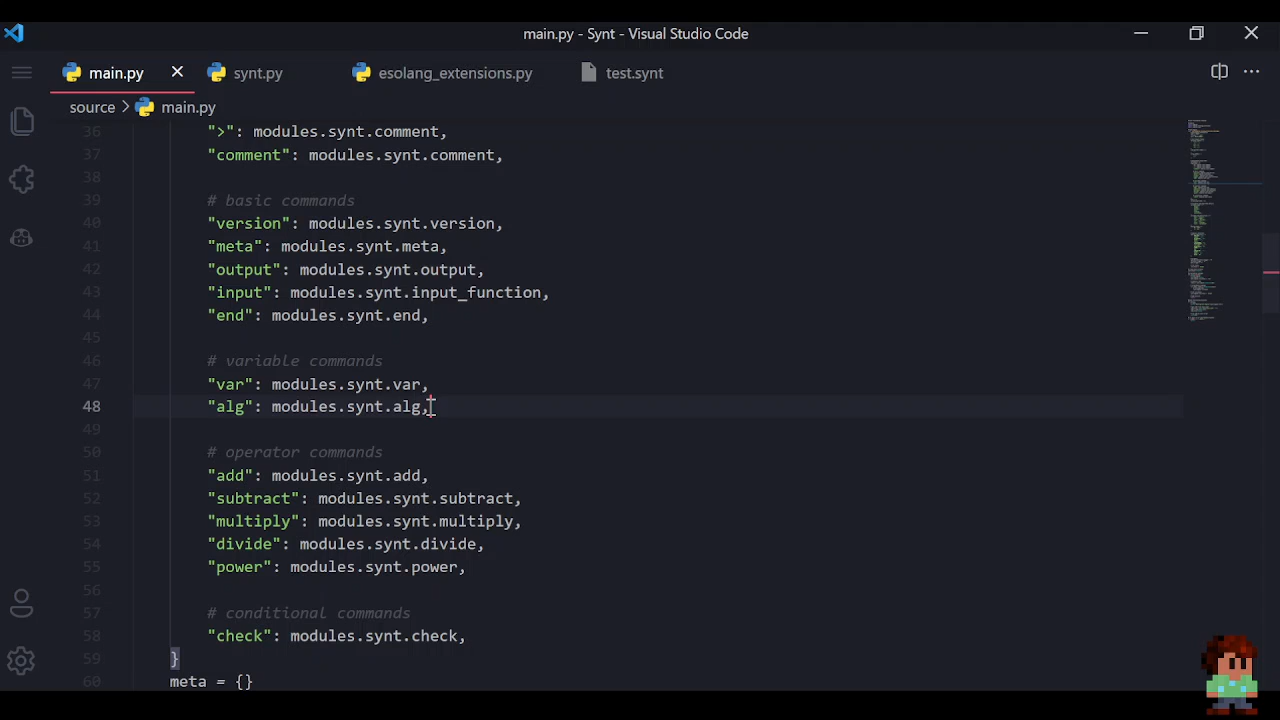 main.py - Synt - Visual Studio Code
main.py synt.py esolang_extensions.py test.synt
source > main.py
36 ">": modules.synt.comment,
37 "comment": modules.synt.comment,
38
39 # basic commands
40 "version": modules.synt.version,
41 "meta": modules.synt.meta,
42 "output": modules.synt.output,
43 "input": modules.synt.input_function,
44 "end": modules.synt.end,
45
46 # variable commands
47 "var": modules.synt.var,
48 "alg": modules.synt.alg,
49
50 # operator commands
51 "add": modules.synt.add,
52 "subtract": modules.synt.subtract,
53 "multiply": modules.synt.multiply,
54 "divide": modules.synt.divide,
55 "power": modules.synt.power,
56
57 # conditional commands
58 "check": modules.synt.check,
59 }
60 meta = {}